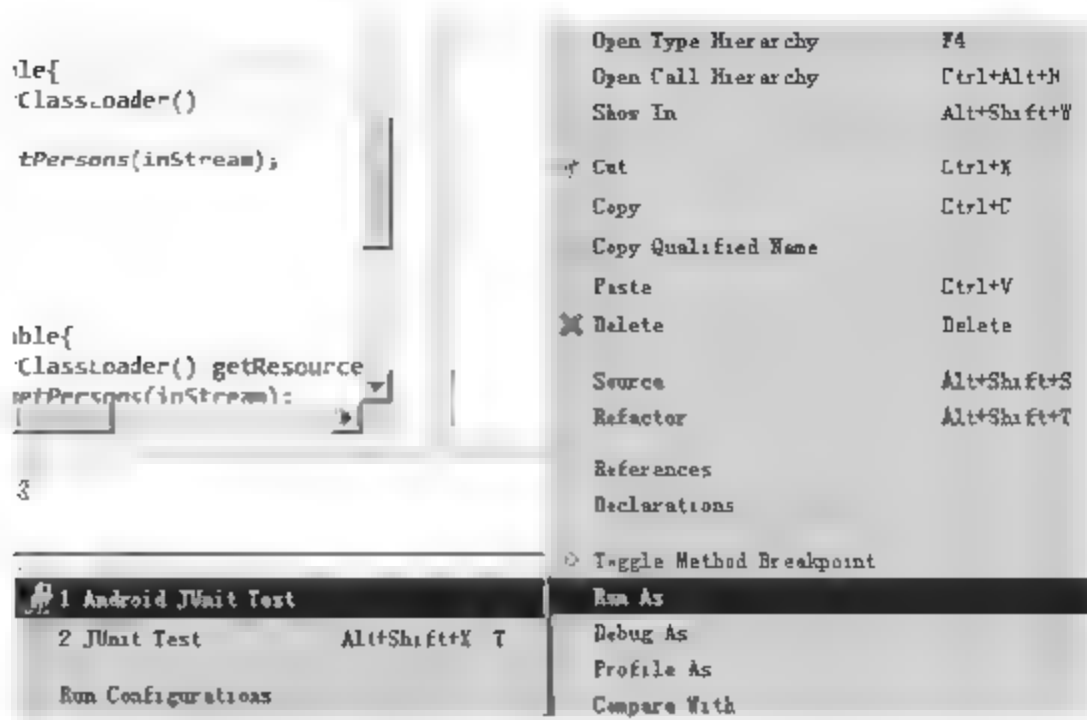 ble{
ClassLoader()
tPersons(inStream);
able{
ClassLoader() getResource
getPersons(inStream);
3
Open Type Hierarchy F4
Open Call Hierarchy Ctrl+Alt+H
Show In Alt+Shift+W
Cut Ctrl+X
Copy Ctrl+C
Copy Qualified Name
Paste Ctrl+V
Delete Delete
Source Alt+Shift+S
Refactor Alt+Shift+T
References
Declarations
Toggle Method Breakpoint
Run As
Debug As
Profile As
Compare With
1 Android JUnit Test
2 JUnit Test Alt+Shift+X T
Run Configurations